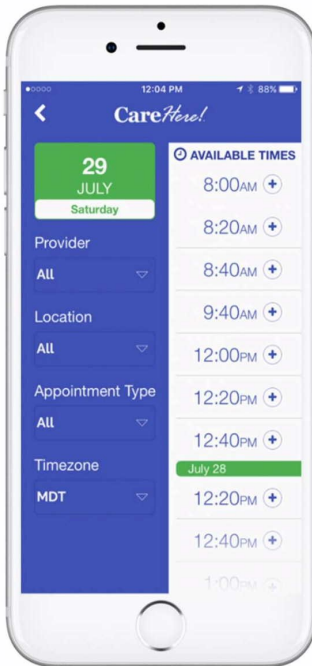 12:04 PM
88%
CareHere!
29
JULY
Saturday
Provider
All
Location
All
Appointment Type
All
Timezone
MDT
AVAILABLE TIMES
8:00AM
8:20AM
8:40AM
9:40AM
12:00PM
12:20PM
12:40PM
July 28
12:20PM
12:40PM
1:00PM